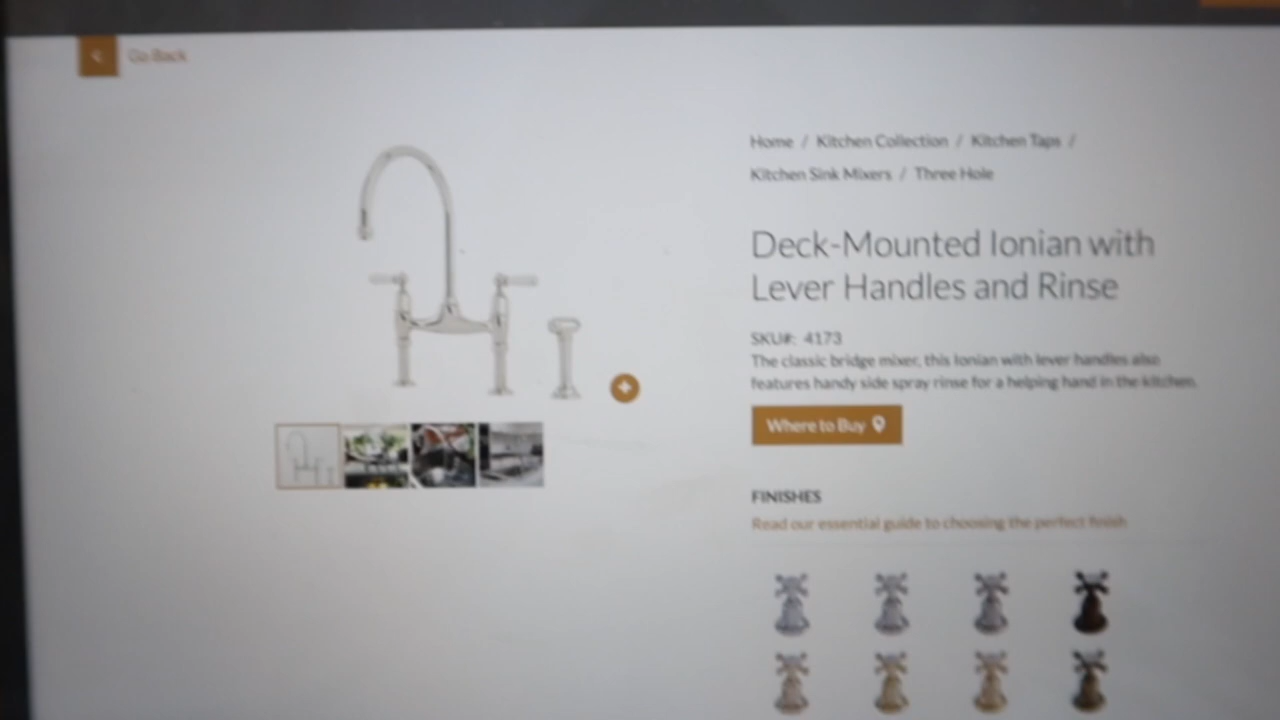 Go Back
Home / Kitchen Collection / Kitchen Taps /
Kitchen Sink Mixers / Three Hole
Deck-Mounted Ionian with
Lever Handles and Rinse
SKU#: 4173
The classic bridge mixer, this Ionian with lever handles also
features handy side spray rinse for a helping hand in the kitchen.
Where to Buy
FINISHES
Read our essential guide to choosing the perfect finish